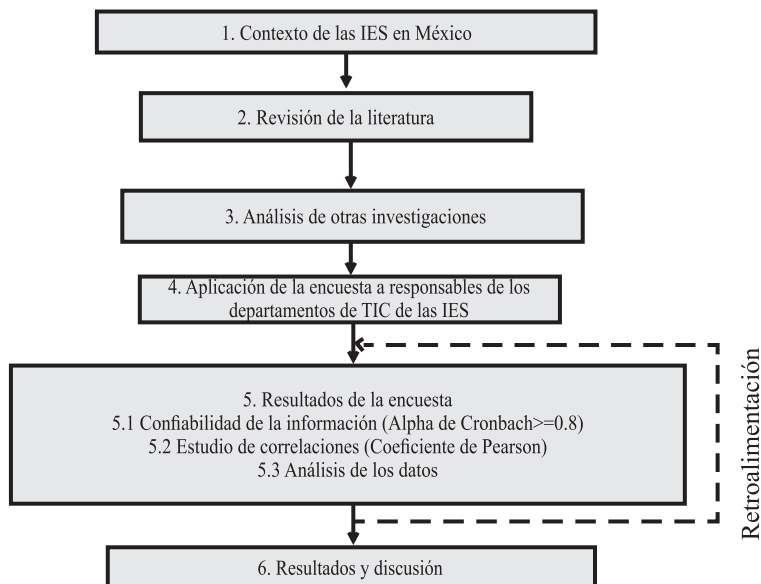 1. Contexto de las IES en México
2. Revisión de la literatura
3. Análisis de otras investigaciones
4. Aplicación de la encuesta a responsables de los
departamentos de TIC de las IES
5. Resultados de la encuesta
5.1 Confiabilidad de la información (Alpha de Cronbach>=0.8)
5.2 Estudio de correlaciones (Coeficiente de Pearson)
5.3 Análisis de los datos
Retroalimentación
6. Resultados y discusión